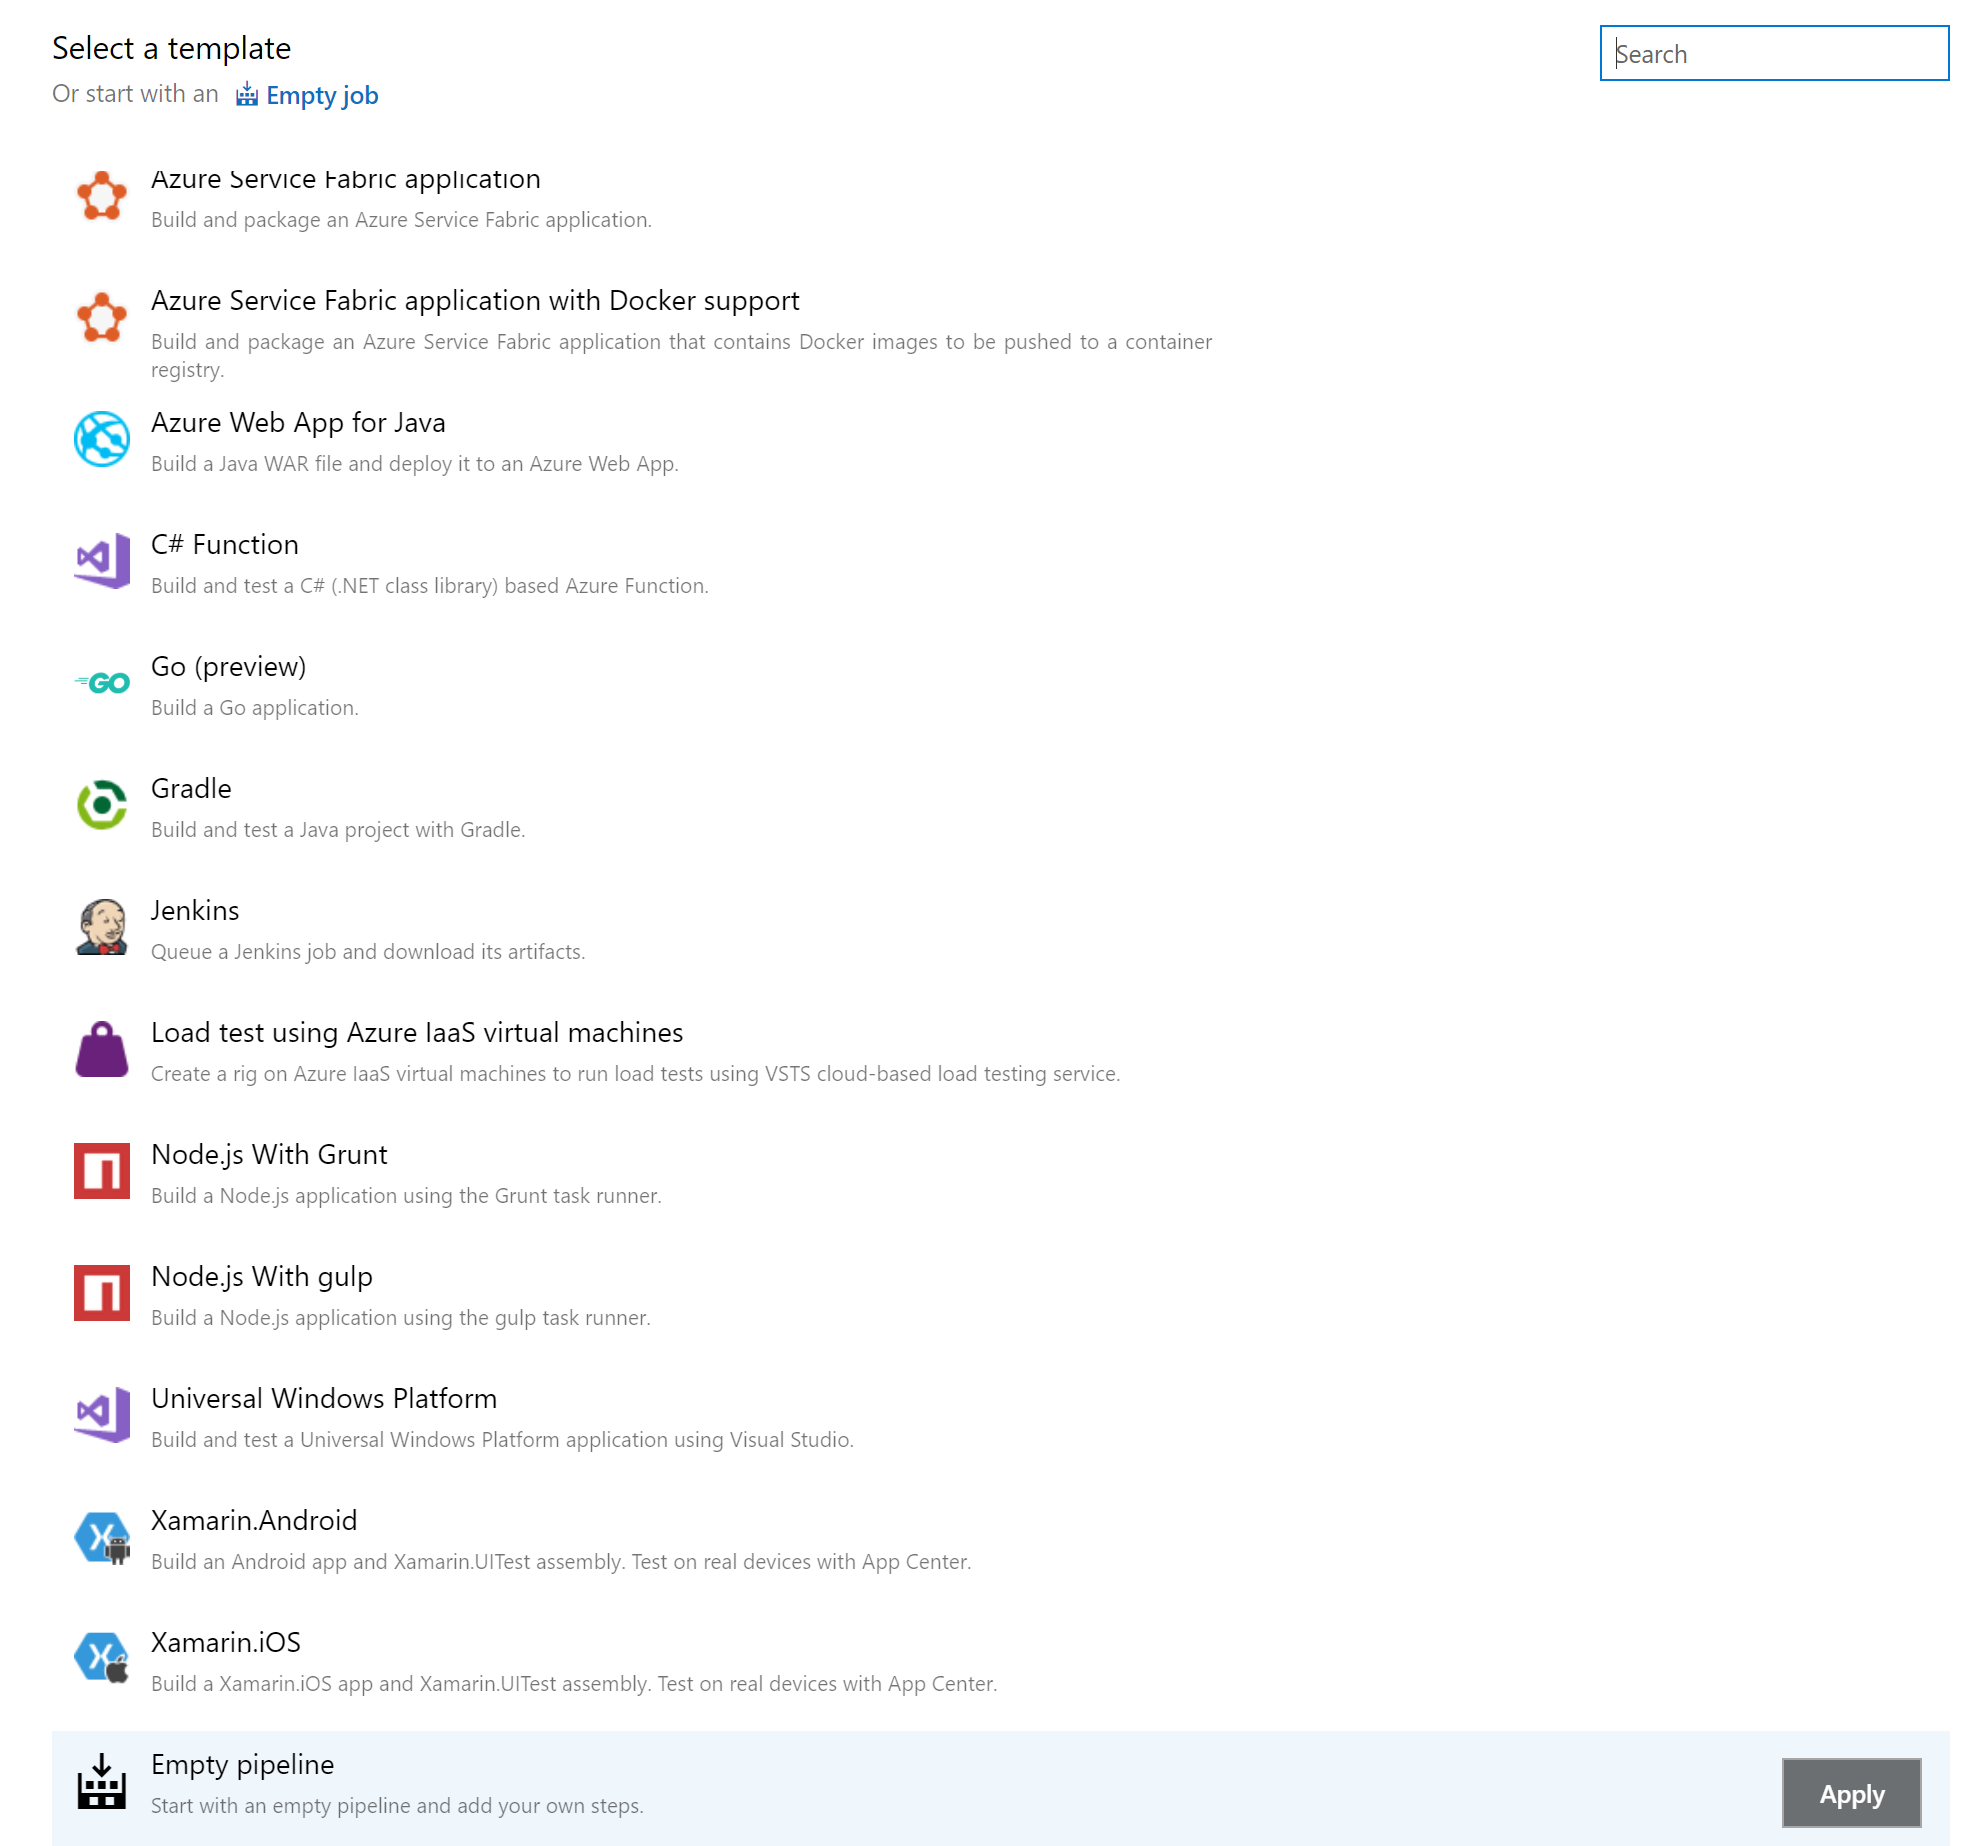 Select a template
Search
Or start with an Empty job
Azure Service Fabric application
Build and package an Azure Service Fabric application.
Azure Service Fabric application with Docker support
Build and package an Azure Service Fabric application that contains Docker images to be pushed to a container
registry.
Azure Web App for Java
Build a Java WAR file and deploy it to an Azure Web App.
C# Function
Build and test a C# (.NET class library) based Azure Function.
GO
Go (preview)
Build a Go application.
Gradle
Build and test a Java project with Gradle.
Jenkins
Queue a Jenkins job and download its artifacts.
Load test using Azure IaaS virtual machines
Create a rig on Azure IaaS virtual machines to run load tests using VSTS cloud-based load testing service.
Node.js With Grunt
Build a Node.js application using the Grunt task runner.
Node.js With gulp
Build a Node.js application using the gulp task runner.
Universal Windows Platform
Build and test a Universal Windows Platform application using Visual Studio.
Xamarin.Android
Build an Android app and Xamarin.UITest assembly. Test on real devices with App Center.
Xamarin.iOS
Build a Xamarin.iOS app and Xamarin.UITest assembly. Test on real devices with App Center.
Empty pipeline
Start with an empty pipeline and add your own steps.
Apply